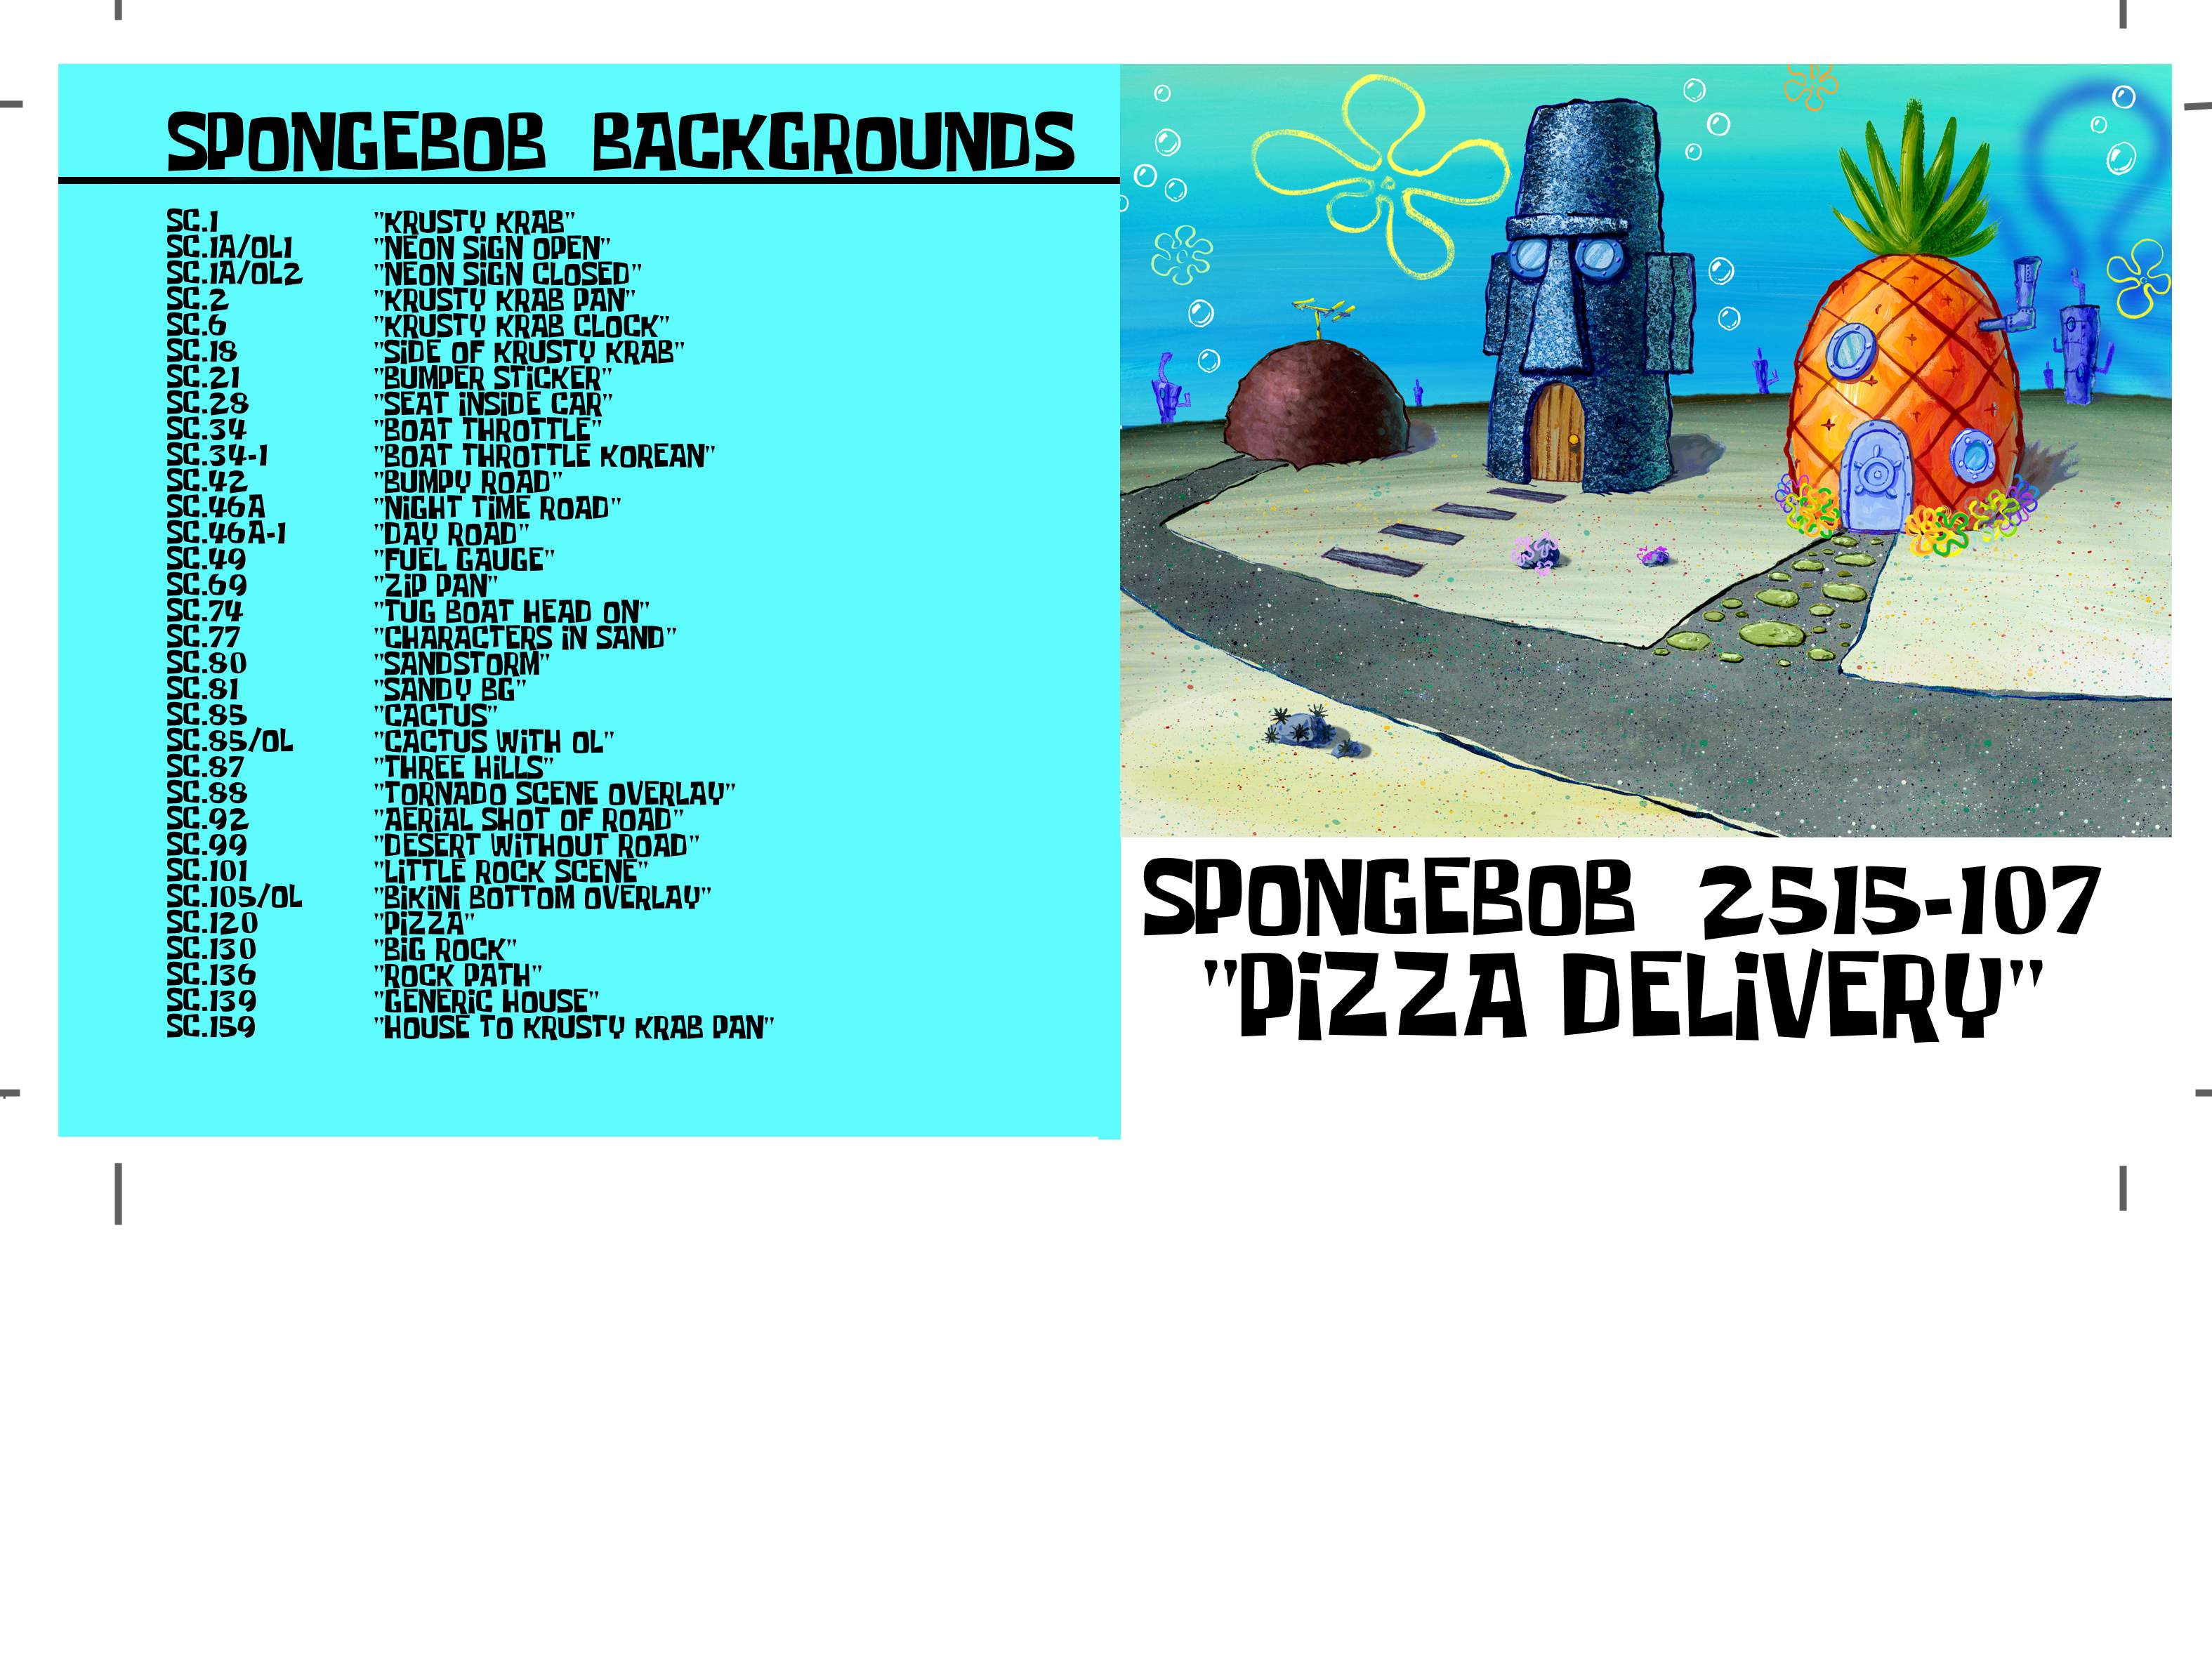 SPONGEBOB BACKGROUNDS
SC.1 "KRUSTY KRAB"
SC.1A/OL1 "NEON SiGN OPEN"
SC.1A/OL2 "NEON SiGN CLOSED"
SC.2 "KRUSTY KRAB PAN"
SC.6 "KRUSTY KRAB CLOCK"
SC.18 "SiDE OF KRUSTY KRAB"
SC.21 "BUMPER STiCKER"
SC.28 "SEAT iNSiDE CAR"
SC.34 "BOAT THROTTLE"
SC.34-1 "BOAT THROTTLE KOREAN"
SC.42 "BUMPY ROAD"
SC.46A "NiGHT TiME ROAD"
SC.46A-1 "DAY ROAD"
SC.49 "FUEL GAUGE"
SC.69 "ZiP PAN"
SC.74 "TUG BOAT HEAD ON"
SC.77 "CHARACTERS iN SAND"
SC.80 "SANDSTORM"
SC.81 "SANDY BG"
SC.85 "CACTUS"
SC.85/OL "CACTUS WiTH OL"
SC.87 "THREE HiLLS"
SC.88 "TORNADO SCENE OVERLAY"
SC.92 "AERiAL SHOT OF ROAD"
SC.99 "DESERT WiTHOUT ROAD"
SC.101 "LiTTLE ROCK SCENE"
SC.105/OL "BiKiNi BOTTOM OVERLAY"
SC.120 "PiZZA"
SC.130 "BiG ROCK"
SC.136 "ROCK PATH"
SC.139 "GENERiC HOUSE"
SC.159 "HOUSE TO KRUSTY KRAB PAN"
SPONGEBOB 2515-107
"PiZZA DELiVERY"